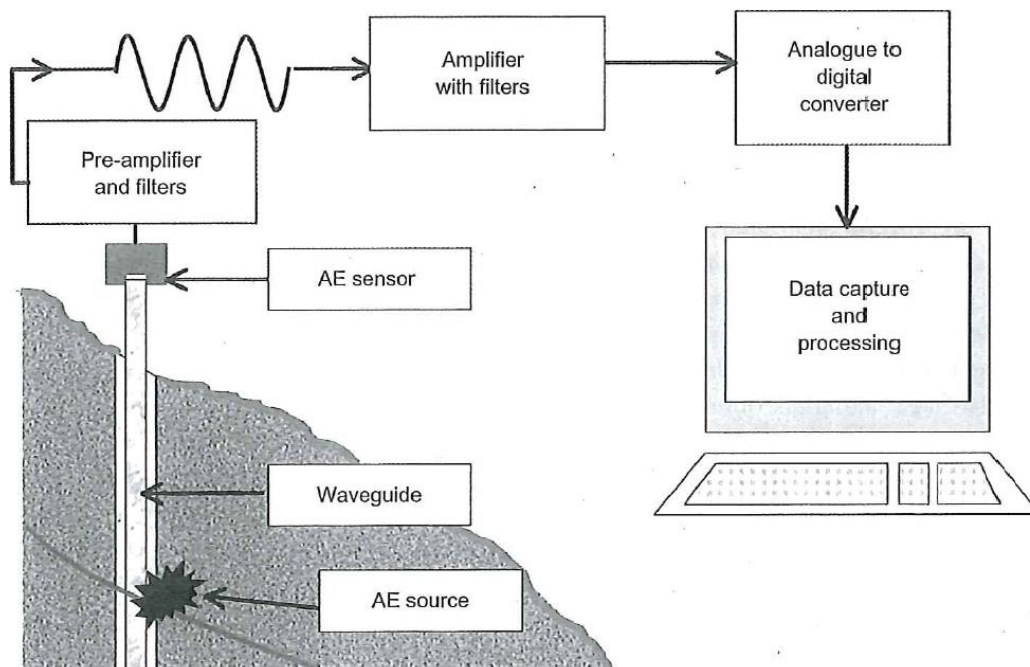 Amplifier
with filters
Analogue to
digital
converter
Pre-amplifier
and filters
AE sensor
Data capture
and
processing
Waveguide
AE source